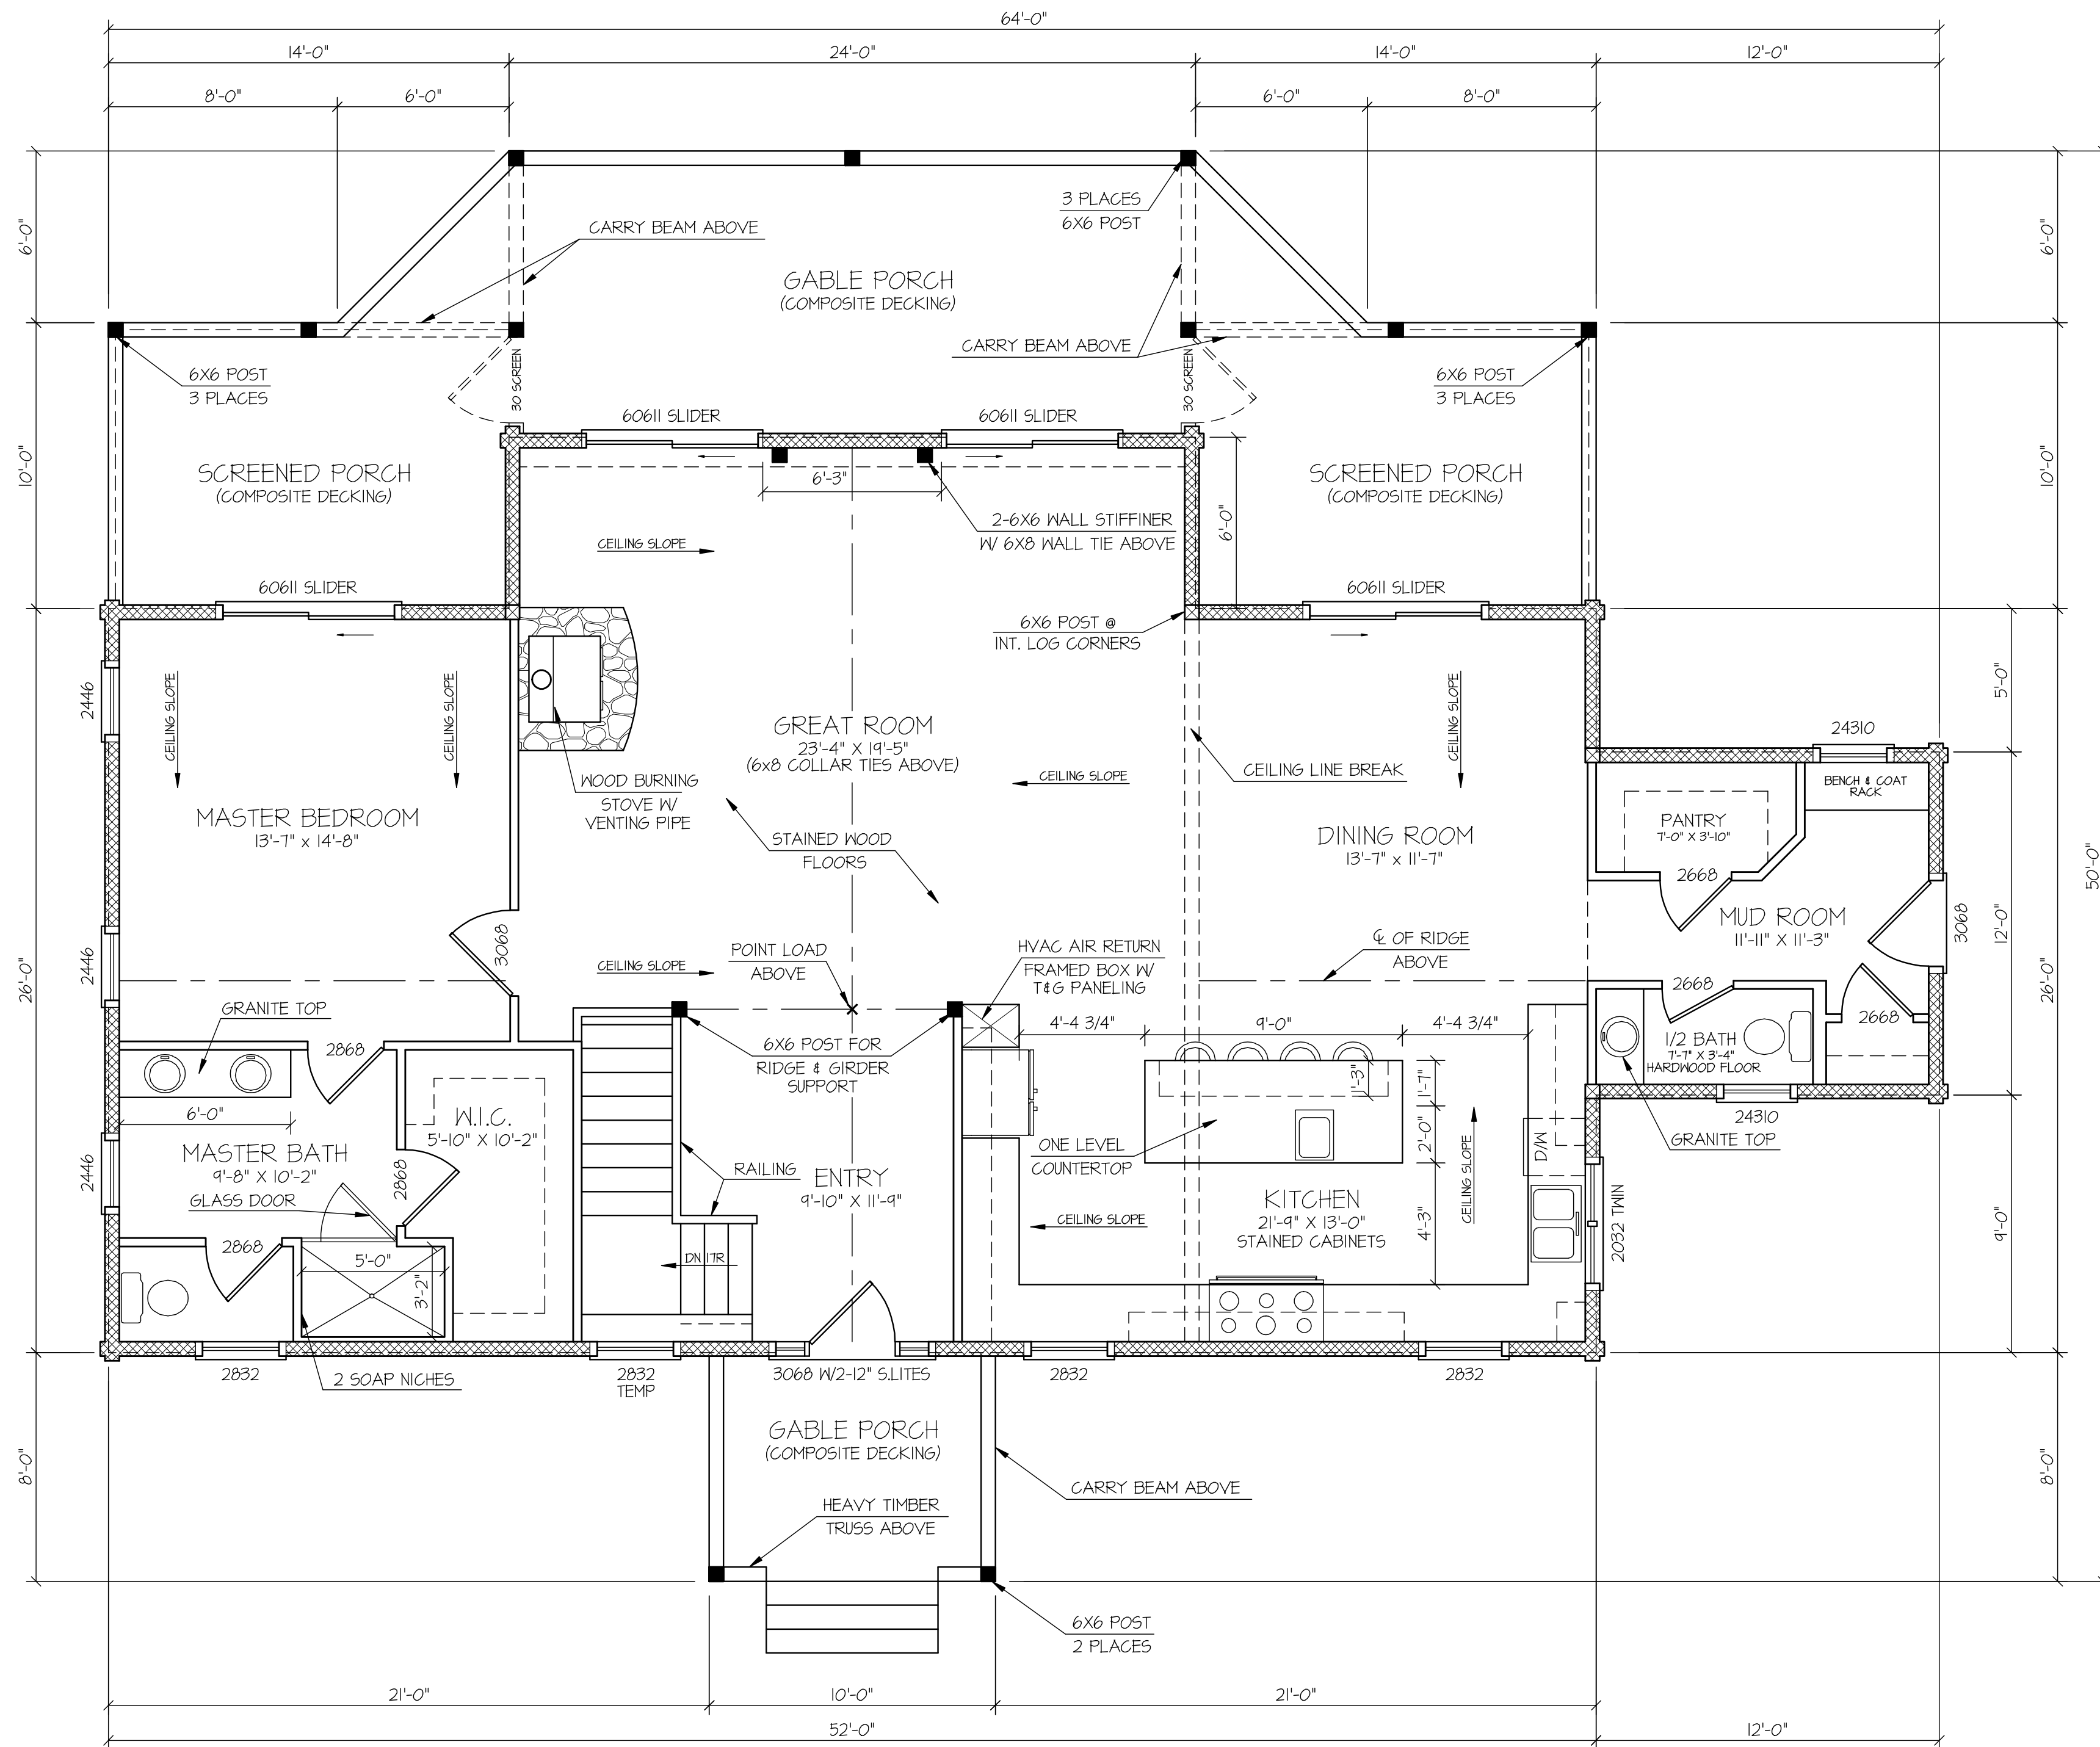 64'-0"
14'-0" 24'-0" 14'-0" 12'-0"
8'-0" 6'-0" 6'-0" 8'-0"
3 PLACES
6X6 POST
6'-0"
CARRY BEAM ABOVE
6'-0"
GABLE PORCH
(COMPOSITE DECKING)
CARRY BEAM ABOVE
30 SCREEN
30 SCREEN
6X6 POST
3 PLACES
6X6 POST
3 PLACES
60611 SLIDER
60611 SLIDER
10'-0"
SCREENED PORCH
(COMPOSITE DECKING)
6'-3"
SCREENED PORCH
(COMPOSITE DECKING)
10'-0"
2-6X6 WALL STIFFINER
W/ 6X8 WALL TIE ABOVE
6'-0"
CEILING SLOPE
60611 SLIDER
60611 SLIDER
6X6 POST @
INT. LOG CORNERS
2446
CEILING SLOPE
CEILING SLOPE
CEILING SLOPE
5'-0"
GREAT ROOM
23'-4" X 19'-5"
(6x8 COLLAR TIES ABOVE)
24310
WOOD BURNING
STOVE W/
VENTING PIPE
CEILING SLOPE
CEILING LINE BREAK
BENCH & COAT
RACK
MASTER BEDROOM
13'-7" x 14'-8"
STAINED WOOD
FLOORS
DINING ROOM
13'-7" x 11'-7"
PANTRY
7'-0" X 3'-10"
50'-0"
2668
MUD ROOM
11'-11" X 11'-3"
3068
12'-0"
2446
3068
26'-0"
26'-0"
CEILING SLOPE
POINT LOAD
ABOVE
HVAC AIR RETURN
FRAMED BOX W/
T&G PANELING
℄ OF RIDGE
ABOVE
2668
2668
GRANITE TOP
4'-4 3/4" 9'-0" 4'-4 3/4"
2868
6X6 POST FOR
RIDGE & GIRDER
SUPPORT
1/2 BATH
7'-7" X 3'-4"
HARDWOOD FLOOR
1'-3"
1'-7"
6'-0"
W.I.C.
5'-10" X 10'-2"
24310
GRANITE TOP
2446
MASTER BATH
9'-8" X 10'-2"
GLASS DOOR
2868
RAILING
ENTRY
9'-10" X 11'-9"
ONE LEVEL
COUNTERTOP
2'-0"
CEILING SLOPE
D/W
KITCHEN
21'-9" X 13'-0"
STAINED CABINETS
CEILING SLOPE
4'-3"
2032 TWIN
9'-0"
2868
5'-0"
3'-2"
DN 17R
2832
2 SOAP NICHES
2832
TEMP
3068 W/2-12" S.LITES
2832
2832
GABLE PORCH
(COMPOSITE DECKING)
8'-0"
8'-0"
CARRY BEAM ABOVE
HEAVY TIMBER
TRUSS ABOVE
6X6 POST
2 PLACES
21'-0" 10'-0" 21'-0"
52'-0" 12'-0"